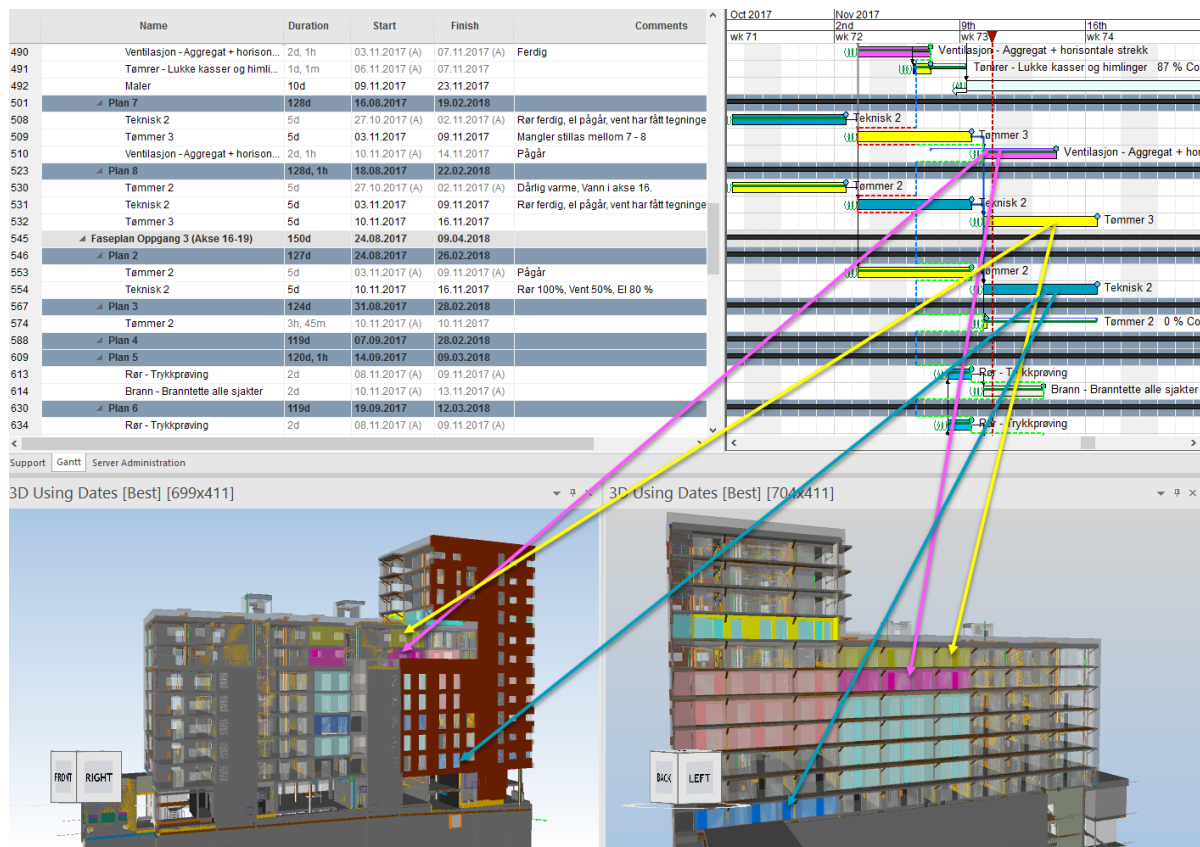 Name Duration Start Finish Comments
490 Ventilasjon - Aggregat + horison... 2d, 1h 03.11.2017 (A) 07.11.2017 (A) Ferdig
491 Tømrer - Lukke kasser og himli... 1d, 1m 06.11.2017 (A) 07.11.2017
492 Maler 10d 09.11.2017 23.11.2017
501 Plan 7 128d 16.08.2017 19.02.2018
508 Teknisk 2 5d 27.10.2017 (A) 02.11.2017 (A) Rør ferdig, el pågår, vent har fått tegninge
509 Tømmer 3 5d 03.11.2017 09.11.2017 Mangler stillas mellom 7 - 8
510 Ventilasjon - Aggregat + horison... 2d, 1h 10.11.2017 (A) 14.11.2017 Pågår
523 Plan 8 128d, 1h 18.08.2017 22.02.2018
530 Tømmer 2 5d 27.10.2017 (A) 02.11.2017 (A) Dårlig varme, Vann i akse 16.
531 Teknisk 2 5d 03.11.2017 09.11.2017 Rør ferdig, el pågår, vent har fått tegninge
532 Tømmer 3 5d 10.11.2017 16.11.2017
545 Faseplan Oppgang 3 (Akse 16-19) 150d 24.08.2017 09.04.2018
546 Plan 2 127d 24.08.2017 26.02.2018
553 Tømmer 2 5d 03.11.2017 (A) 09.11.2017 (A) Pågår
554 Teknisk 2 5d 10.11.2017 16.11.2017 Rør 100%, Vent 50%, El 80 %
567 Plan 3 124d 31.08.2017 28.02.2018
574 Tømmer 2 3h, 45m 10.11.2017 (A) 10.11.2017
588 Plan 4 119d 07.09.2017 28.02.2018
609 Plan 5 120d, 1h 14.09.2017 09.03.2018
613 Rør - Trykkprøving 2d 08.11.2017 (A) 09.11.2017 (A)
614 Brann - Branntette alle sjakter 2d 10.11.2017 (A) 13.11.2017 (A)
630 Plan 6 119d 19.09.2017 12.03.2018
634 Rør - Trykkprøving 2d 08.11.2017 (A) 09.11.2017 (A)
Oct 2017 Nov 2017
2nd 9th 16th
wk 71 wk 72 wk 73 wk 74
Ventilasjon - Aggregat + horisontale strekk
Tømrer - Lukke kasser og himlinger 87 % Co
Teknisk 2
Tømmer 3
Ventilasjon - Aggregat + hor
Tømmer 2
Teknisk 2
Tømmer 3
Tømmer 2
Teknisk 2
Tømmer 2 0 % Co
Rør - Trykkprøving
Brann - Branntette alle sjakter
Rør - Trykkprøving
Support Gantt Server Administration
3D Using Dates [Best] [699x411]
3D Using Dates [Best] [704x411]
FRONT RIGHT
BACK LEFT